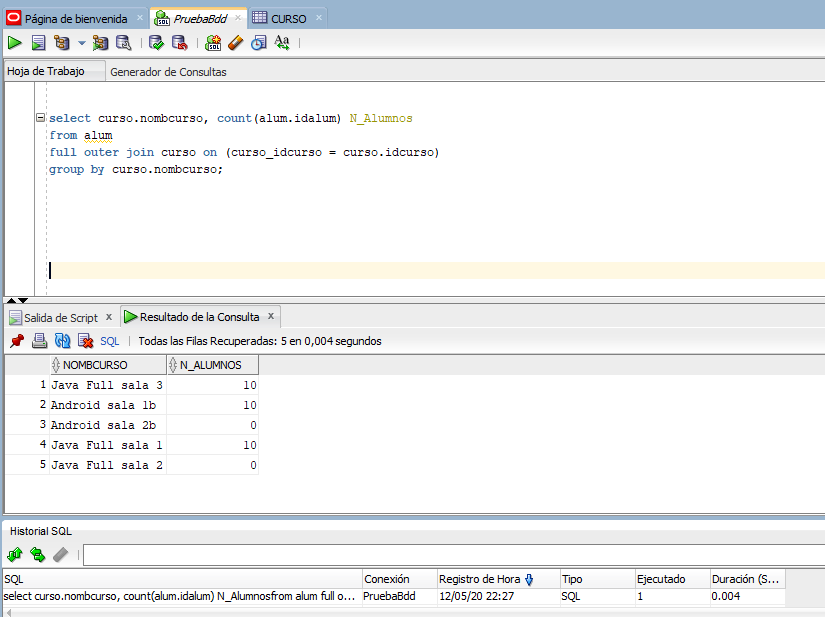 Página de bienvenida PruebaBdd CURSO
Hoja de Trabajo Generador de Consultas
select curso.nombcurso, count(alum.idalum) N_Alumnos
from alum
full outer join curso on (curso_idcurso = curso.idcurso)
group by curso.nombcurso;
Salida de Script x Resultado de la Consulta x
SQL | Todas las Filas Recuperadas: 5 en 0,004 segundos
NOMBCURSO N_ALUMNOS
1 Java Full sala 3 10
2 Android sala 1b 10
3 Android sala 2b 0
4 Java Full sala 1 10
5 Java Full sala 2 0
Historial SQL
SQL Conexión Registro de Hora Tipo Ejecutado Duración (S...
select curso.nombcurso, count(alum.idalum) N_Alumnosfrom alum full o... PruebaBdd 12/05/20 22:27 SQL 1 0.004